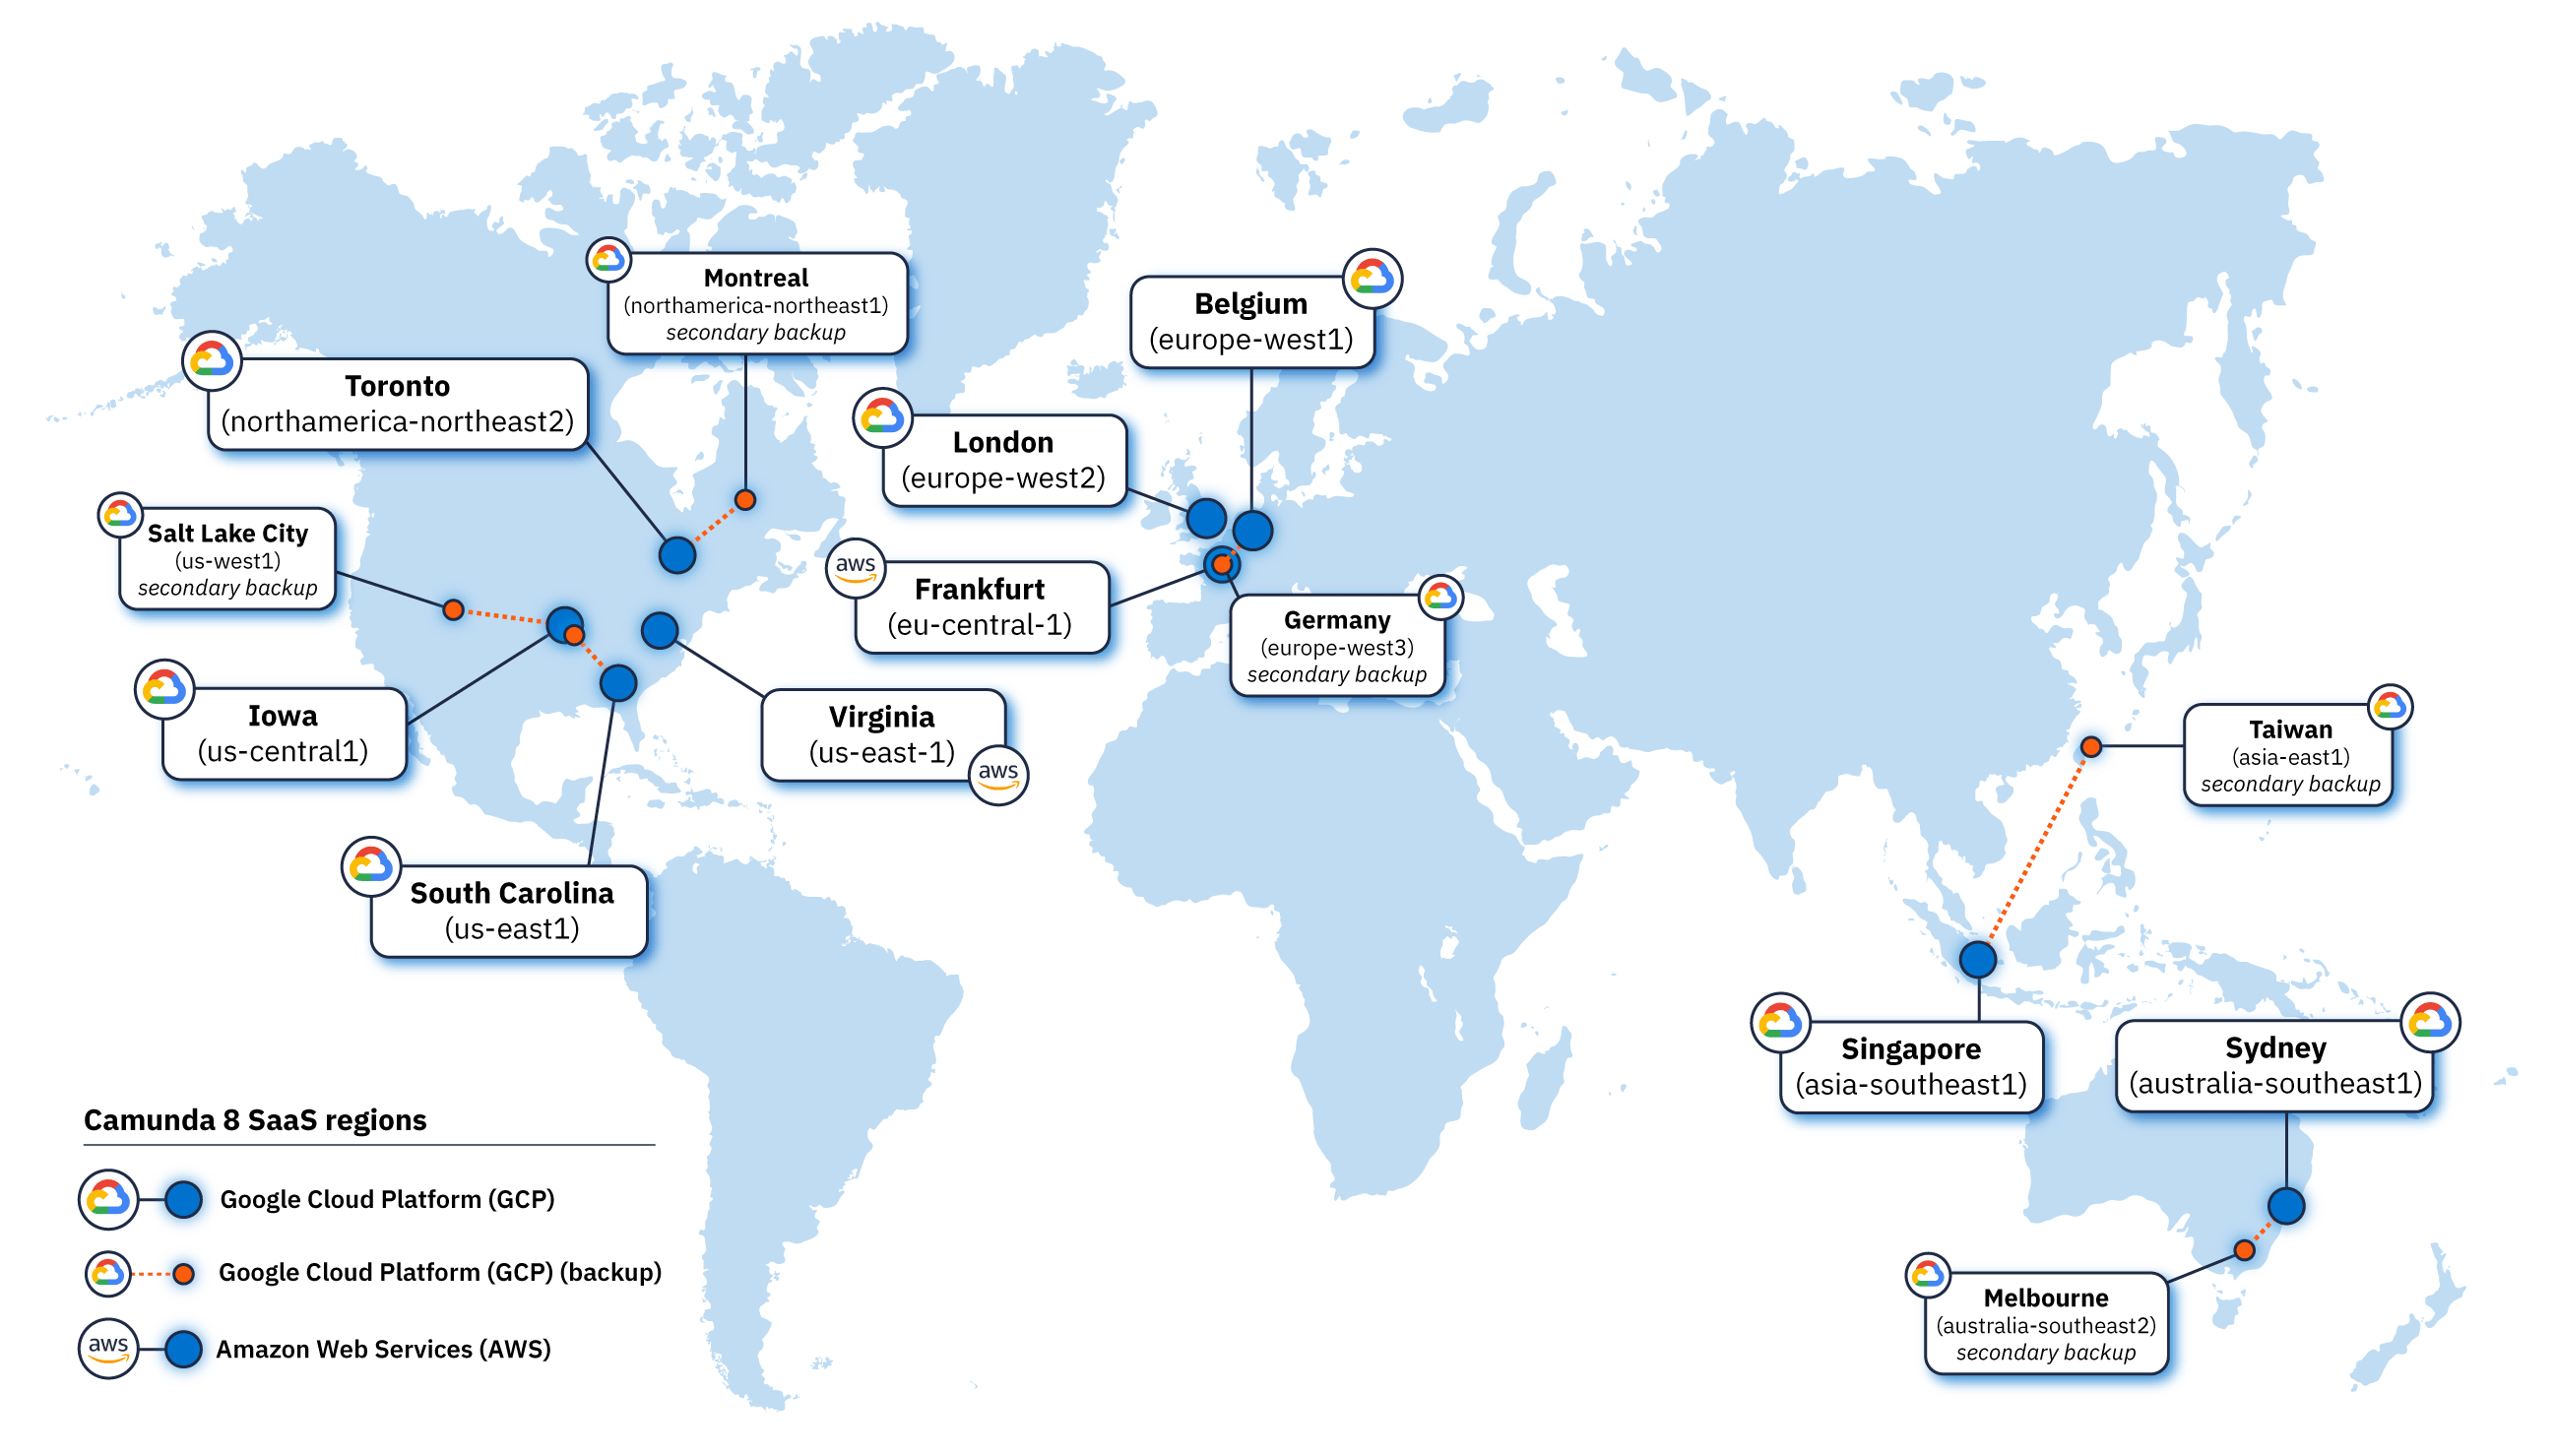 Montreal
(northamerica-northeast1)
secondary backup
Belgium
(europe-west1)
Toronto
(northamerica-northeast2)
London
(europe-west2)
Salt Lake City
(us-west1)
secondary backup
aws
Frankfurt
(eu-central-1)
Germany
(europe-west3)
secondary backup
Iowa
(us-central1)
Virginia
(us-east-1)
aws
Taiwan
(asia-east1)
secondary backup
South Carolina
(us-east1)
Singapore
(asia-southeast1)
Sydney
(australia-southeast1)
Melbourne
(australia-southeast2)
secondary backup
Camunda 8 SaaS regions
Google Cloud Platform (GCP)
Google Cloud Platform (GCP) (backup)
aws
Amazon Web Services (AWS)